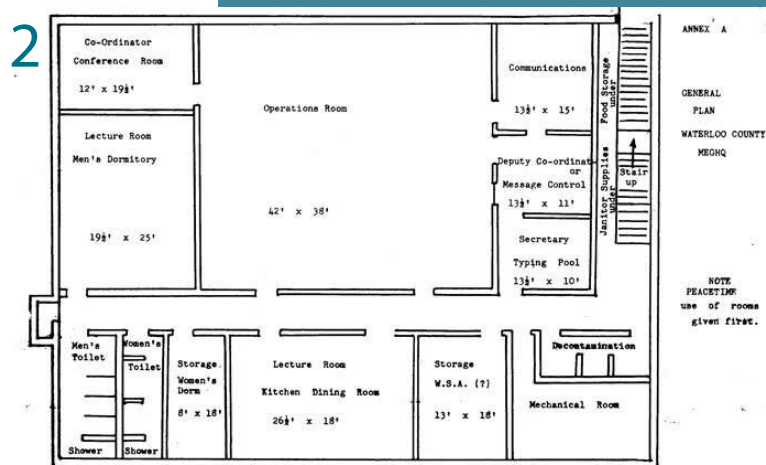 2
Co-Ordinator
Conference Room
12' x 19½'
Lecture Room
Men's Dormitory
19½' x 25'
Operations Room
42' x 38'
Communications
13½' x 15'
Deputy Co-ordinat
or
Message Control
13½' x 11'
Secretary
Typing Pool
13½' x 10'
Food Storage
under
Janitor Supplies
under
Stair
up
ANNEX A
GENERAL
PLAN
WATERLOO COUNTY
MEGHQ
NOTE
PEACETIME
use of rooms
given first.
Men's
Toilet
Shower
Women's
Toilet
Shower
Storage.
Women's
Dorm
8' x 18'
Lecture Room
Kitchen Dining Room
26½' x 18'
Storage
W.S.A. (?)
13' x 18'
Decontamination
Mechanical Room